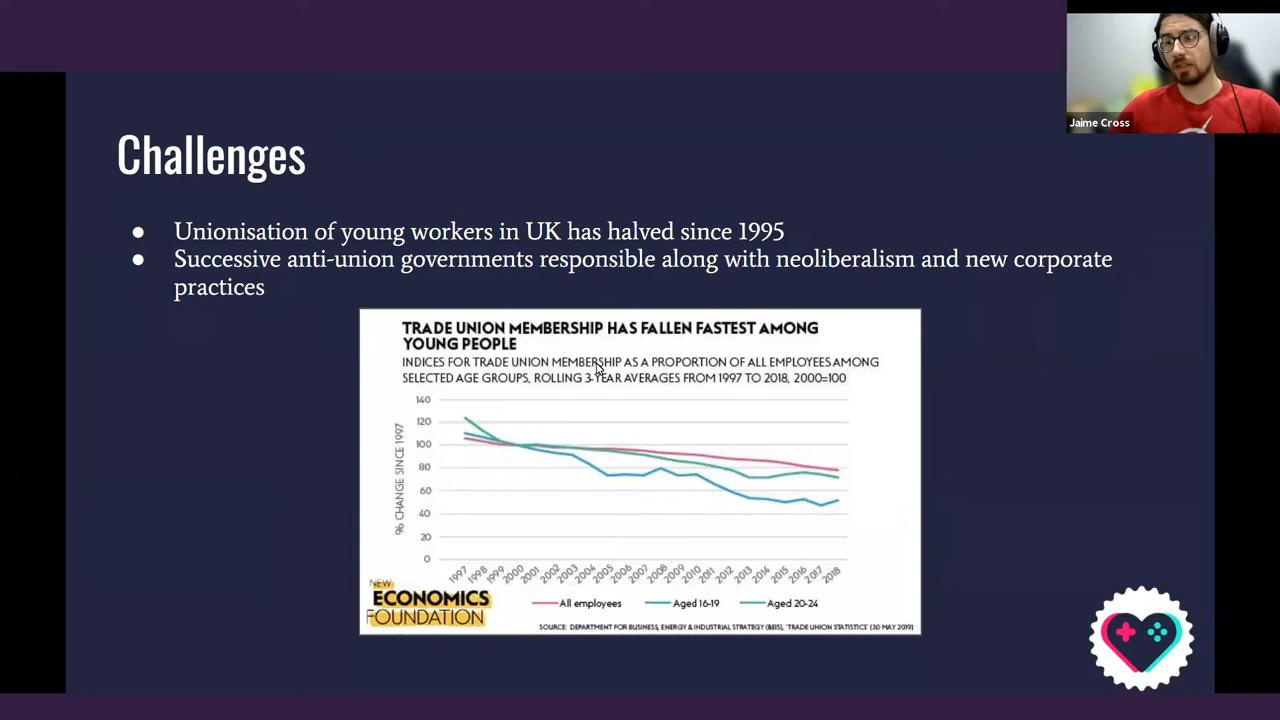 Jaime Cross
Challenges
● Unionisation of young workers in UK has halved since 1995
● Successive anti-union governments responsible along with neoliberalism and new corporate
practices
TRADE UNION MEMBERSHIP HAS FALLEN FASTEST AMONG
YOUNG PEOPLE
INDICES FOR TRADE UNION MEMBERSHIP AS A PROPORTION OF ALL EMPLOYEES AMONG
SELECTED AGE GROUPS, ROLLING 3-YEAR AVERAGES FROM 1997 TO 2018, 2000=100
% CHANGE SINCE 1997
140
120
100
80
60
40
20
0
1997 1998 1999 2000 2001 2002 2003 2004 2005 2006 2007 2008 2009 2010 2011 2012 2013 2014 2015 2016 2017 2018
All employees Aged 16-19 Aged 20-24
NEW
ECONOMICS
FOUNDATION
SOURCE: DEPARTMENT FOR BUSINESS, ENERGY & INDUSTRIAL STRATEGY (BEIS), 'TRADE UNION STATISTICS' (30 MAY 2019)